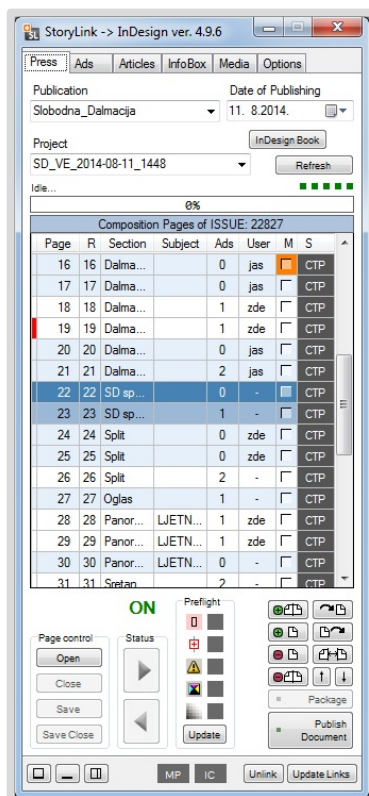 StoryLink -> InDesign ver. 4.9.6
Press Ads Articles InfoBox Media Options
Publication Date of Publishing
Slobodna_Dalmacija 11. 8.2014.
Project InDesign Book
SD_VE_2014-08-11_1448 Refresh
Idle...
0%
Composition Pages of ISSUE: 22827
Page R Section Subject Ads User M S
16 16 Dalma... 0 jas CTP
17 17 Dalma... 0 jas CTP
18 18 Dalma... 1 zde CTP
19 19 Dalma... 1 zde CTP
20 20 Dalma... 0 jas CTP
21 21 Dalma... 2 jas CTP
22 22 SD sp... 0 - CTP
23 23 SD sp... 1 - CTP
24 24 Split 0 zde CTP
25 25 Split 0 zde CTP
26 26 Split 2 - CTP
27 27 Oglas 1 - CTP
28 28 Panor... LJETN... 1 zde CTP
29 29 Panor... LJETN... 1 zde CTP
30 30 Panor... LJETN... 0 - CTP
31 31 Sretan 2 - CTP
ON Preflight
Page control Status
Open
Close
Save
Save Close Update
Package
Publish
Document
MP IC Unlink Update Links